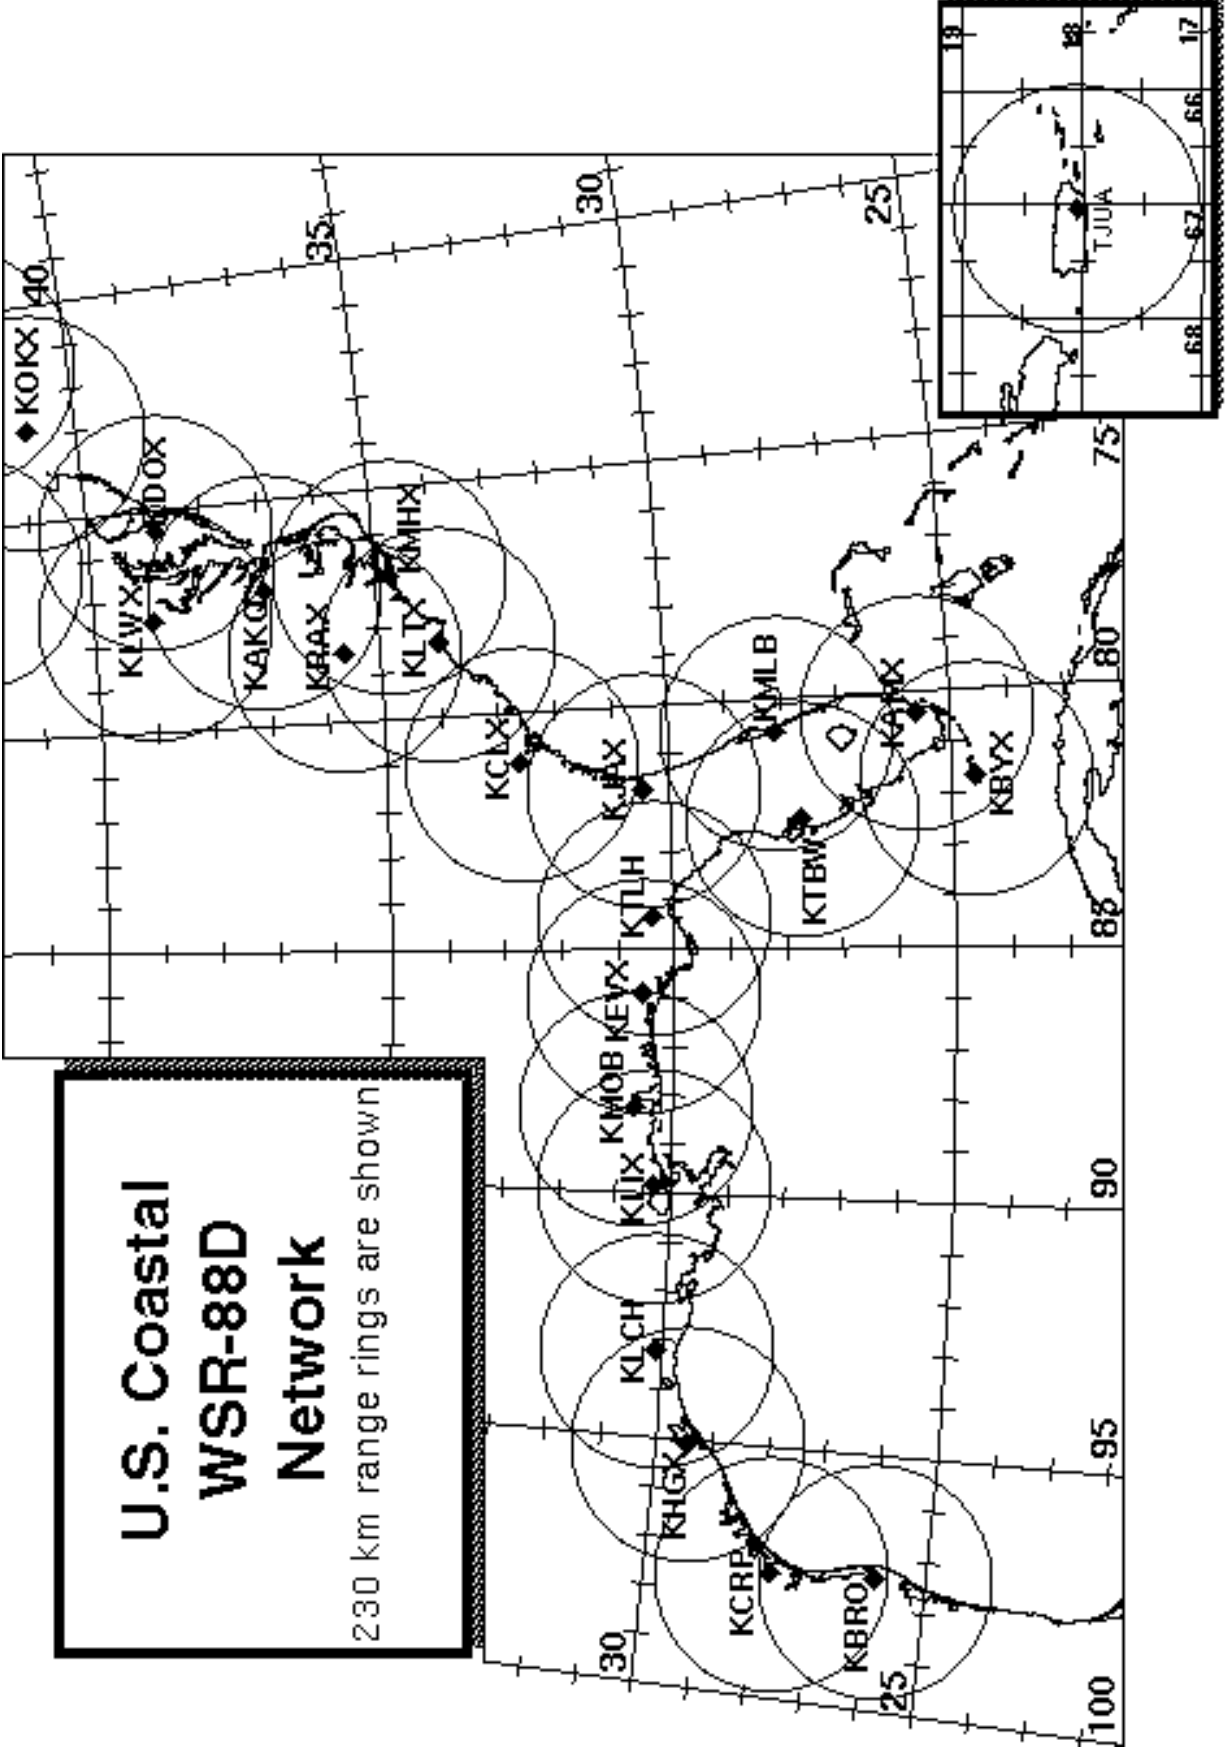 U.S. Coastal
WSR-88D
Network
230 km range rings are shown
40
35
30
25
KOKX
KDOX
KLWX
KAKQ
KRAX
KMHX
KLTX
KCLX
KJAX
KMLB
KAMX
KBYX
KTBW
KTLH
KEVX
KMOB
KLIX
KLCH
KHGX
KCRP
KBRO
30
25
100
95
90
85
80
75
19
18
17
66
67
68
TJUA